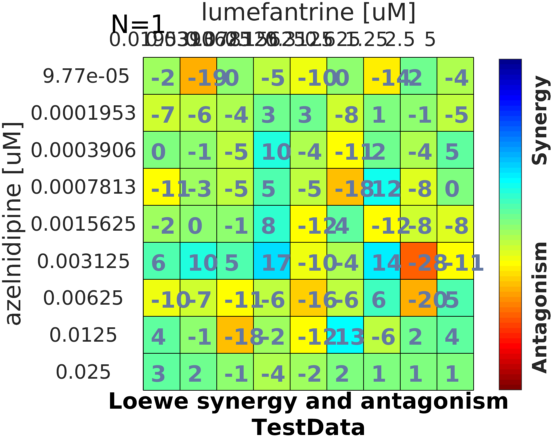 lumefantrine [uM]
N=1
1.25 2.5 5
9.77e-05 -2 -19 0 -5 -10 0 -14 2 -4
0.0001953 -7 -6 -4 3 3 -8 1 -1 -5
0.0003906 0 -1 -5 10 -4 -11 2 -4 5
0.0007813 -11 -3 -5 5 -5 -18 12 -8 0
0.0015625 -2 0 -1 8 -12 4 -12 -8 -8
0.003125 6 10 5 17 -10 -4 14 -28 -11
0.00625 -10 -7 -11 -6 -16 -6 6 -20 5
0.0125 4 -1 -18 -2 -12 13 -6 2 4
0.025 3 2 -1 -4 -2 2 1 1 1
azelnidipine [uM]
Synergy
Antagonism
Loewe synergy and antagonism
TestData